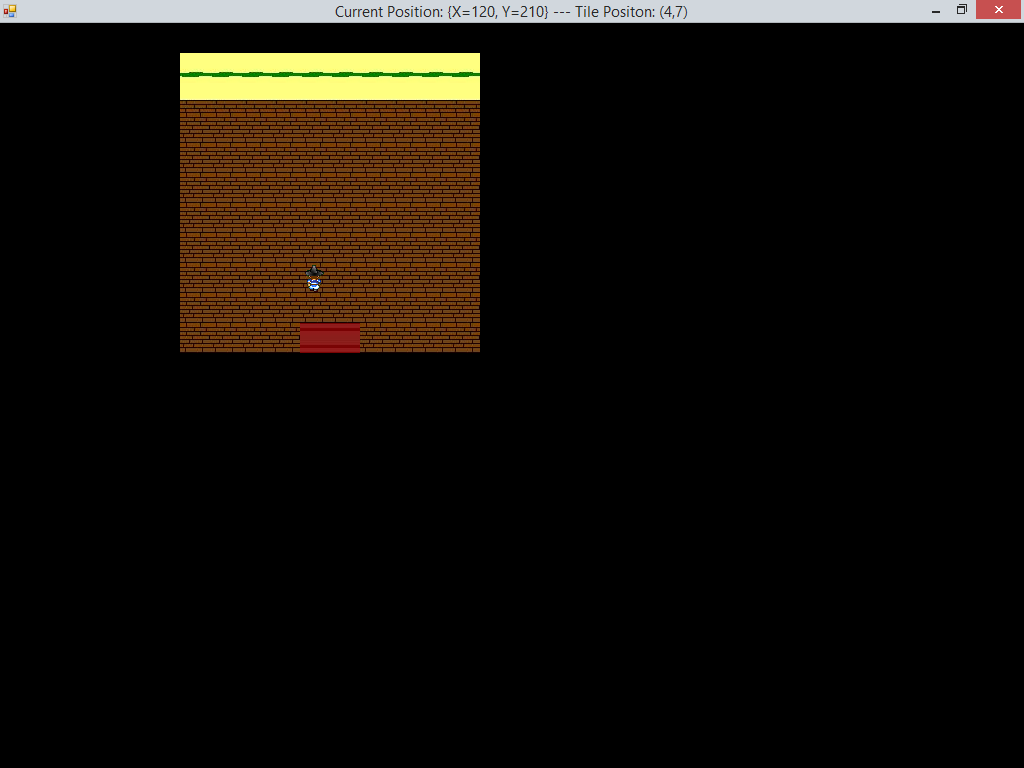 Current Position: {X=120, Y=210} --- Tile Positon: (4,7)